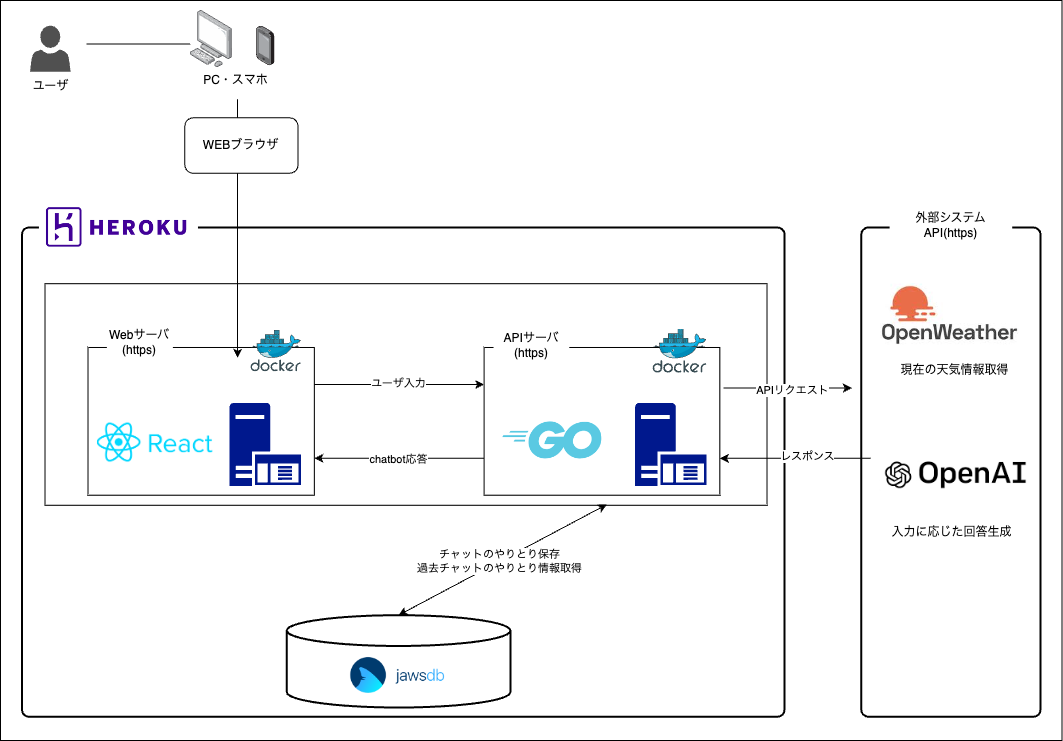 ユーザ
PC・スマホ
WEBブラウザ
HEROKU
外部システム
API(https)
Webサーバ
(https)
docker
APIサーバ
(https)
docker
OpenWeather
現在の天気情報取得
ユーザ入力
APIリクエスト
React
GO
chatbot応答
レスポンス
OpenAI
入力に応じた回答生成
チャットのやりとり保存
過去チャットのやりとり情報取得
jawsdb